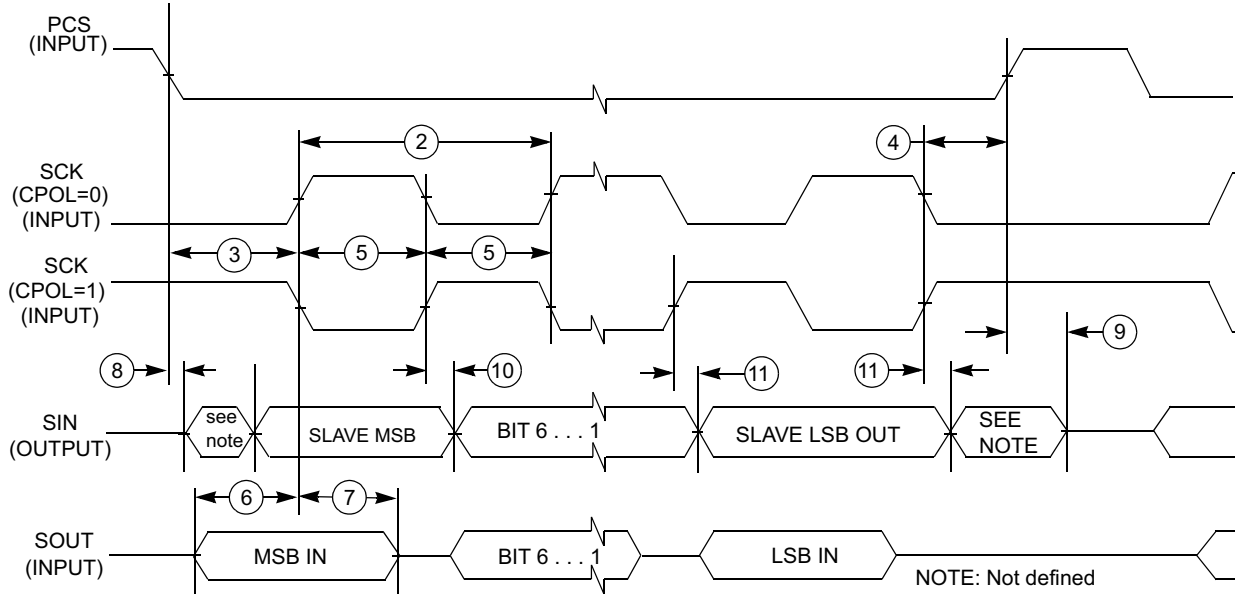 PCS
(INPUT)
2
4
SCK
(CPOL=0)
(INPUT)
3
5
5
SCK
(CPOL=1)
(INPUT)
8
10
11
11
9
SIN
(OUTPUT)
see
note
SLAVE MSB
BIT 6 . . . 1
SLAVE LSB OUT
SEE
NOTE
6
7
SOUT
(INPUT)
MSB IN
BIT 6 . . . 1
LSB IN
NOTE: Not defined